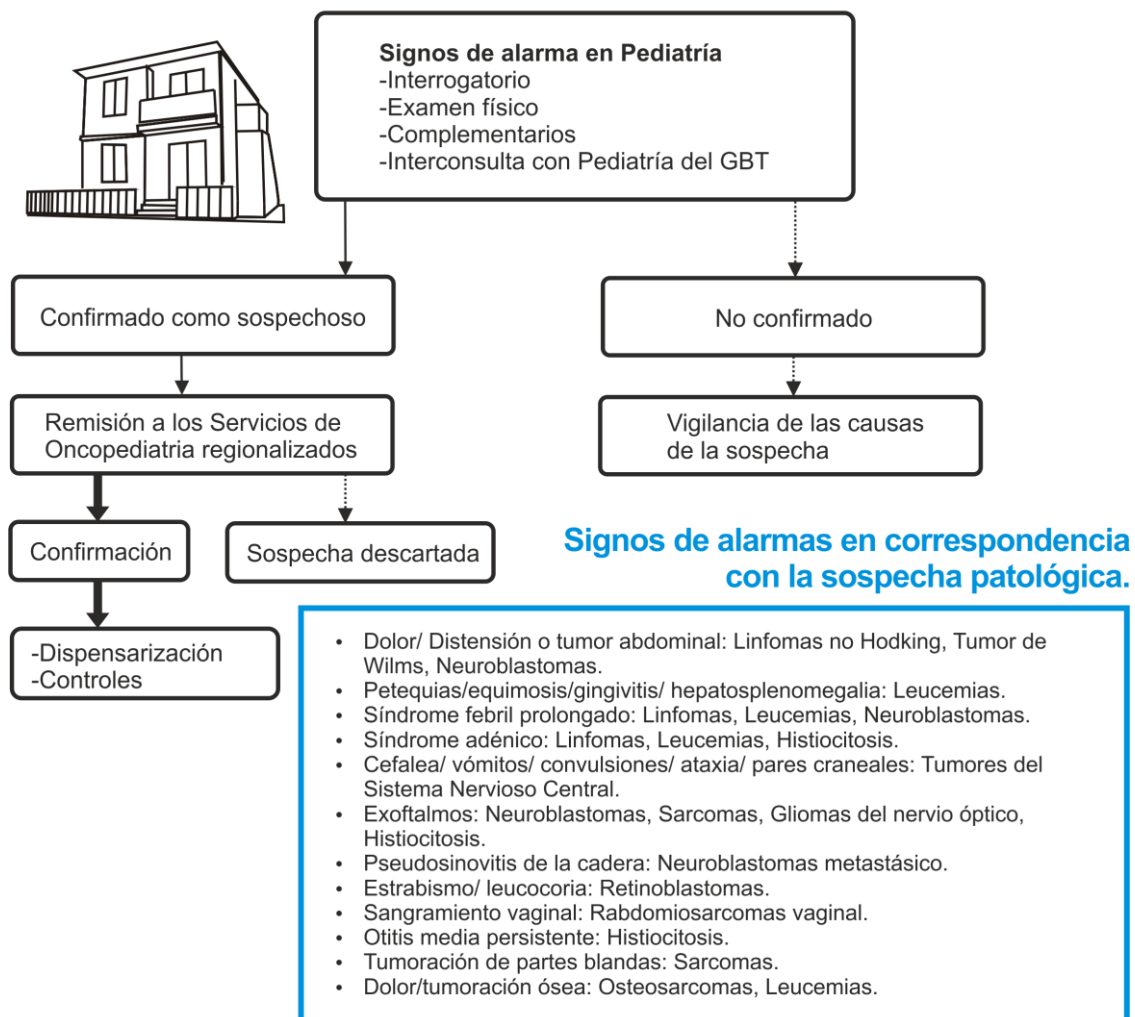 Signos de alarma en Pediatría
-Interrogatorio
-Examen físico
-Complementarios
-Interconsulta con Pediatría del GBT
Confirmado como sospechoso
No confirmado
Remisión a los Servicios de
Oncopediatria regionalizados
Vigilancia de las causas
de la sospecha
Confirmación
Sospecha descartada
-Dispensarización
-Controles
Signos de alarmas en correspondencia
con la sospecha patológica.
• Dolor/ Distensión o tumor abdominal: Linfomas no Hodking, Tumor de
Wilms, Neuroblastomas.
• Petequias/equimosis/gingivitis/ hepatosplenomegalia: Leucemias.
• Síndrome febril prolongado: Linfomas, Leucemias, Neuroblastomas.
• Síndrome adénico: Linfomas, Leucemias, Histiocitosis.
• Cefalea/ vómitos/ convulsiones/ ataxia/ pares craneales: Tumores del
Sistema Nervioso Central.
• Exoftalmos: Neuroblastomas, Sarcomas, Gliomas del nervio óptico,
Histiocitosis.
• Pseudosinovitis de la cadera: Neuroblastomas metastásico.
• Estrabismo/ leucocoria: Retinoblastomas.
• Sangramiento vaginal: Rabdomiosarcomas vaginal.
• Otitis media persistente: Histiocitosis.
• Tumoración de partes blandas: Sarcomas.
• Dolor/tumoración ósea: Osteosarcomas, Leucemias.